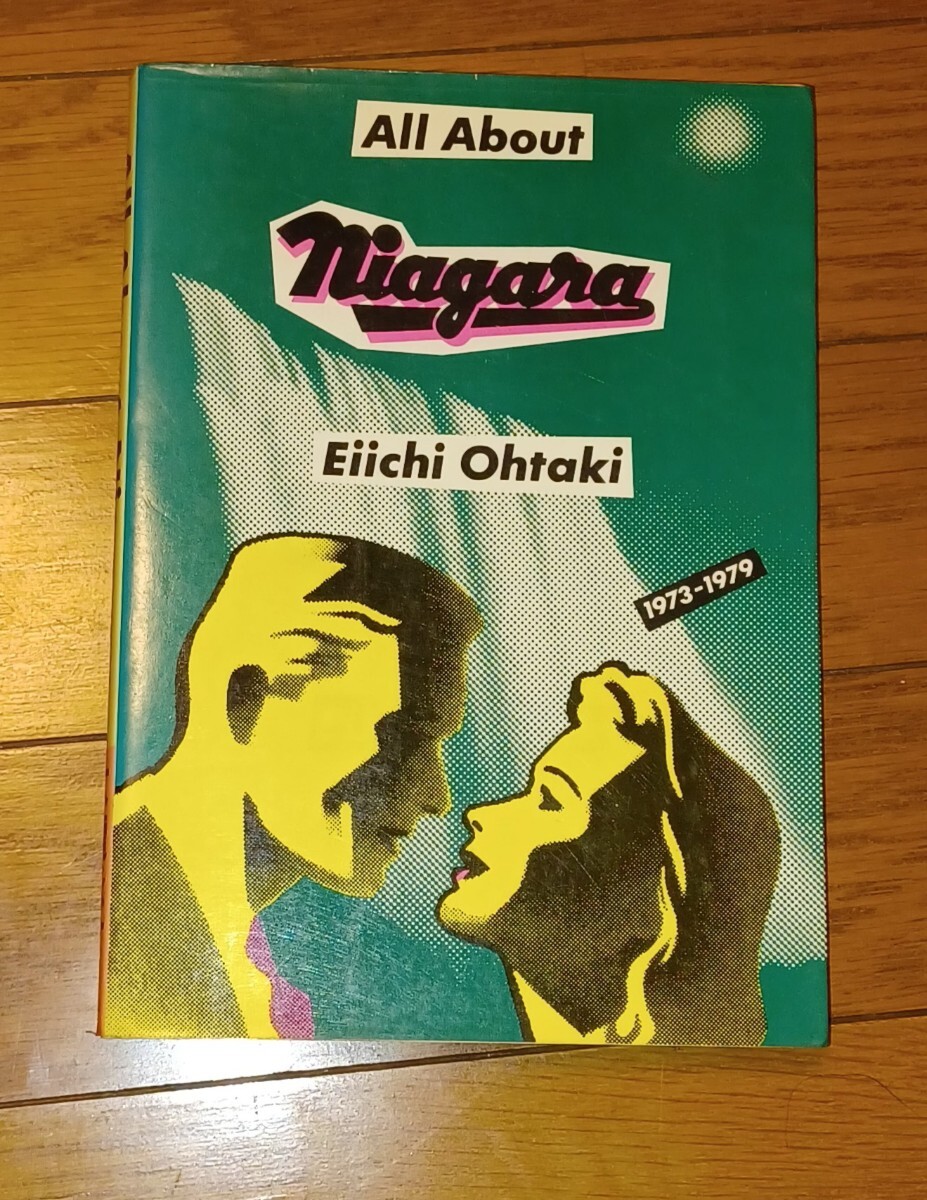 All About
Niagara
Eiichi Ohtaki
1973-1979